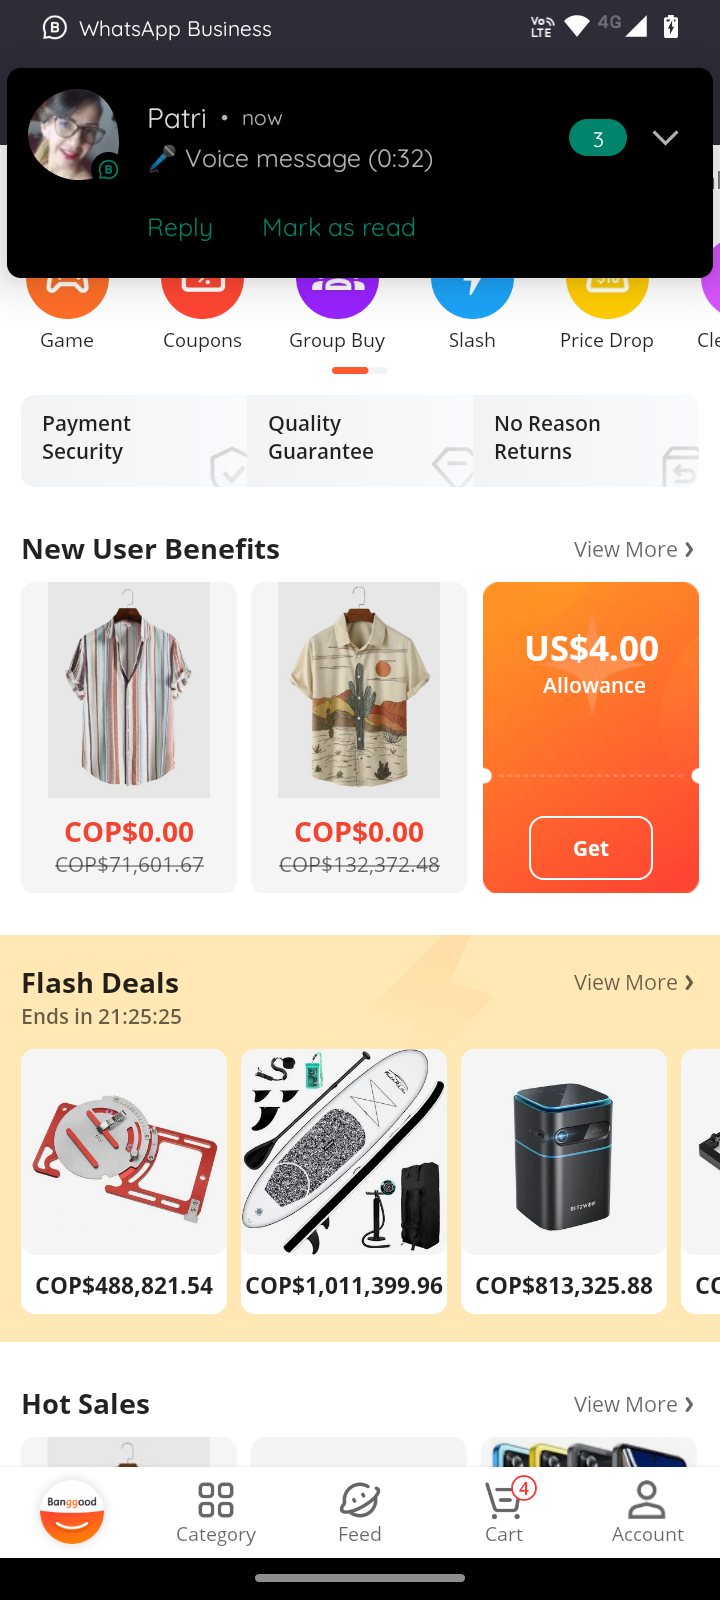 WhatsApp Business
Vo LTE
4G
Patri • now
🎤 Voice message (0:32)
3
Reply
Mark as read
Game
Coupons
Group Buy
Slash
Price Drop
Cle
Payment
Security
Quality
Guarantee
No Reason
Returns
New User Benefits
View More
COP$0.00
COP$71,601.67
COP$0.00
COP$132,372.48
US$4.00
Allowance
Get
Flash Deals
View More
Ends in 21:25:25
BLITZWOLF
COP$488,821.54
COP$1,011,399.96
COP$813,325.88
CO
Hot Sales
View More
Banggood
Category
Feed
4
Cart
Account